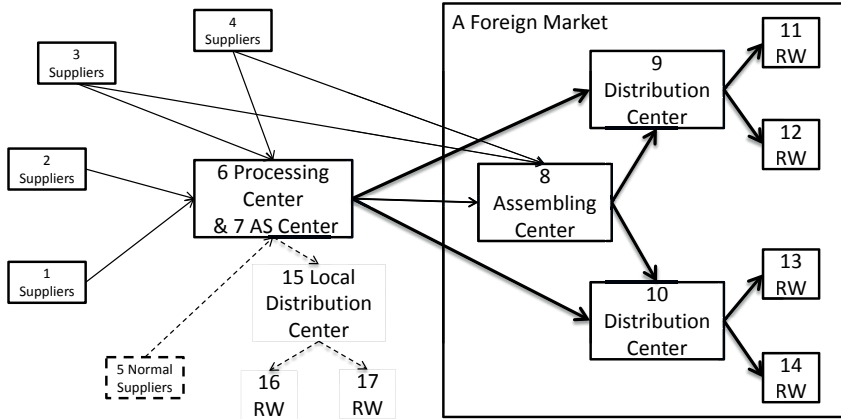 4
Suppliers
3
Suppliers
2
Suppliers
1
Suppliers
5 Normal
Suppliers
6 Processing
Center
& 7 AS Center
15 Local
Distribution
Center
16
RW
17
RW
A Foreign Market
8
Assembling
Center
9
Distribution
Center
10
Distribution
Center
11
RW
12
RW
13
RW
14
RW